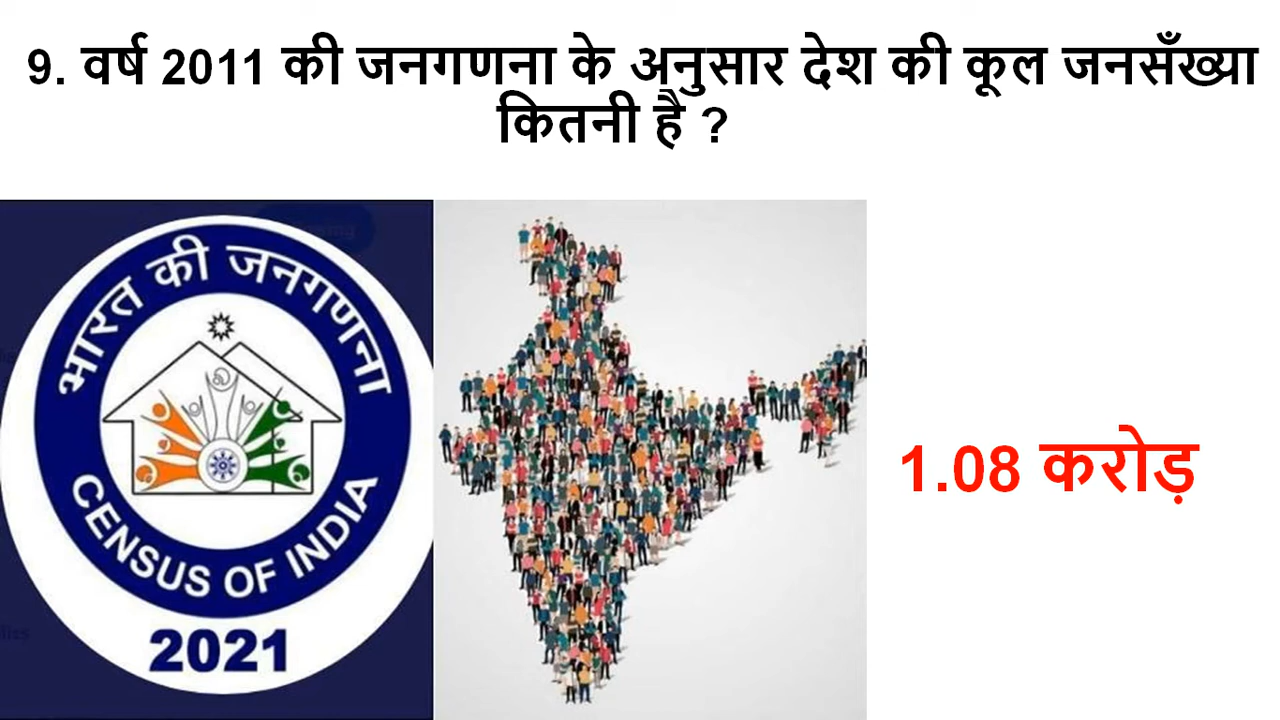 9. वर्ष 2011 की जनगणना के अनुसार देश की कूल जनसँख्या
कितनी है ?
भारत की जनगणना
CENSUS OF INDIA
2021
1.08 करोड़